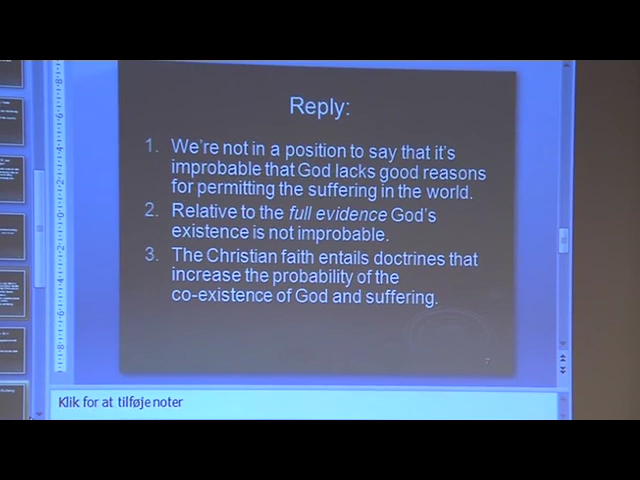 Reply:
1. We're not in a position to say that it's
improbable that God lacks good reasons
for permitting the suffering in the world.
2. Relative to the full evidence God's
existence is not improbable.
3. The Christian faith entails doctrines that
increase the probability of the
co-existence of God and suffering.
7
Klik for at tilføje noter